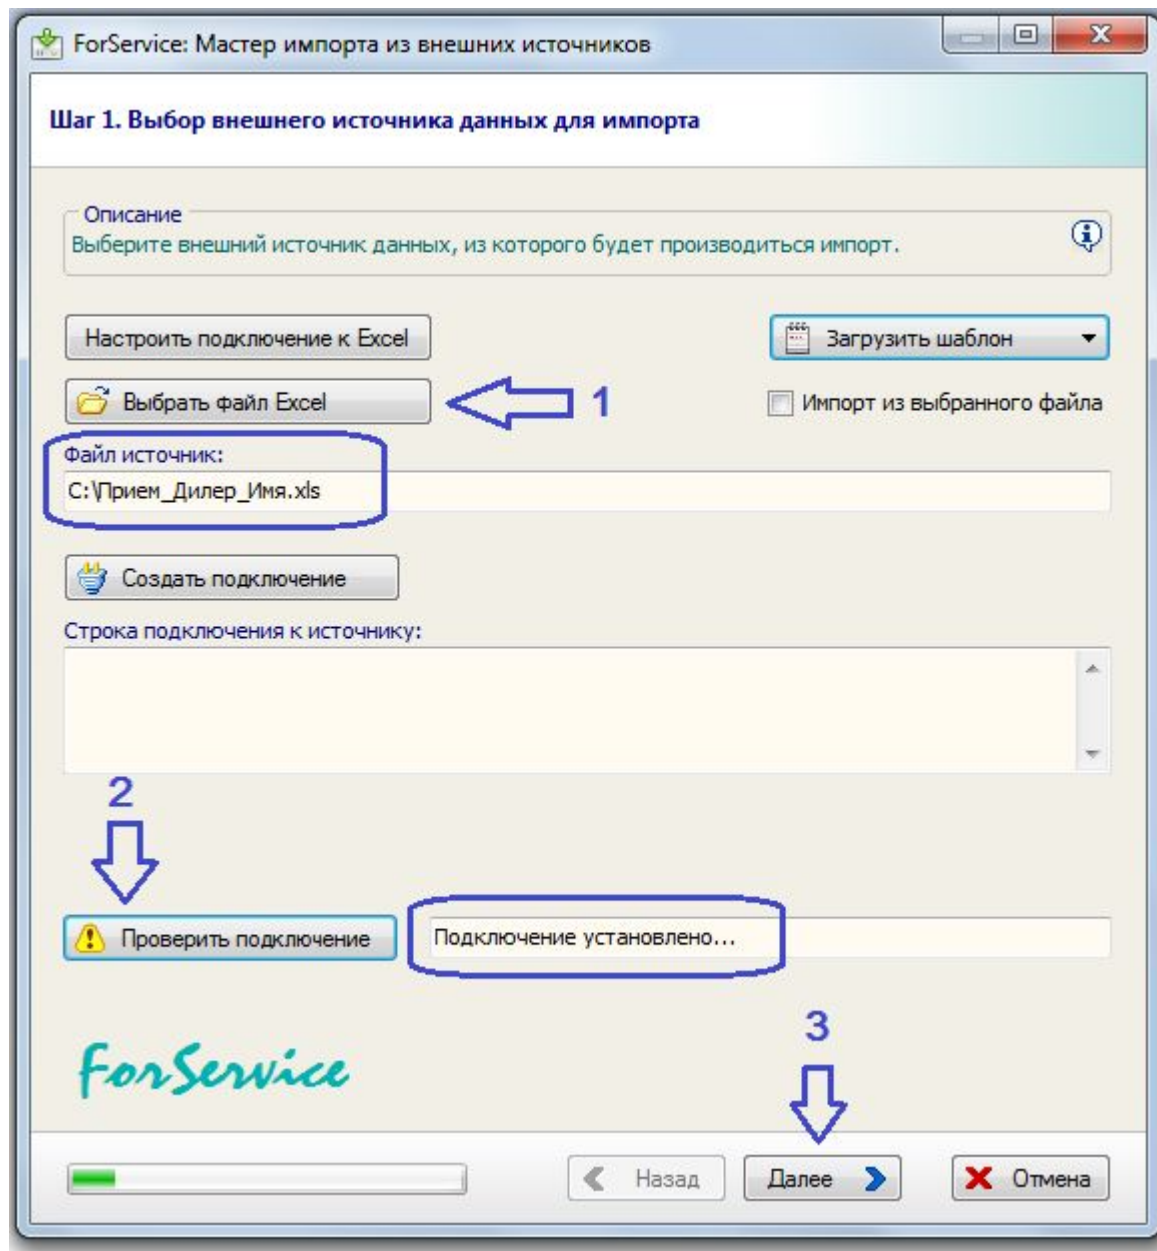 ForService: Мастер импорта из внешних источников
Шаг 1. Выбор внешнего источника данных для импорта
Описание
Выберите внешний источник данных, из которого будет производиться импорт.
Настроить подключение к Excel
Загрузить шаблон
Выбрать файл Excel
1
Импорт из выбранного файла
Файл источник:
C:\Прием_Дилер_Имя.xls
Создать подключение
Строка подключения к источнику:
2
Проверить подключение
Подключение установлено...
3
ForService
Назад
Далее
Отмена